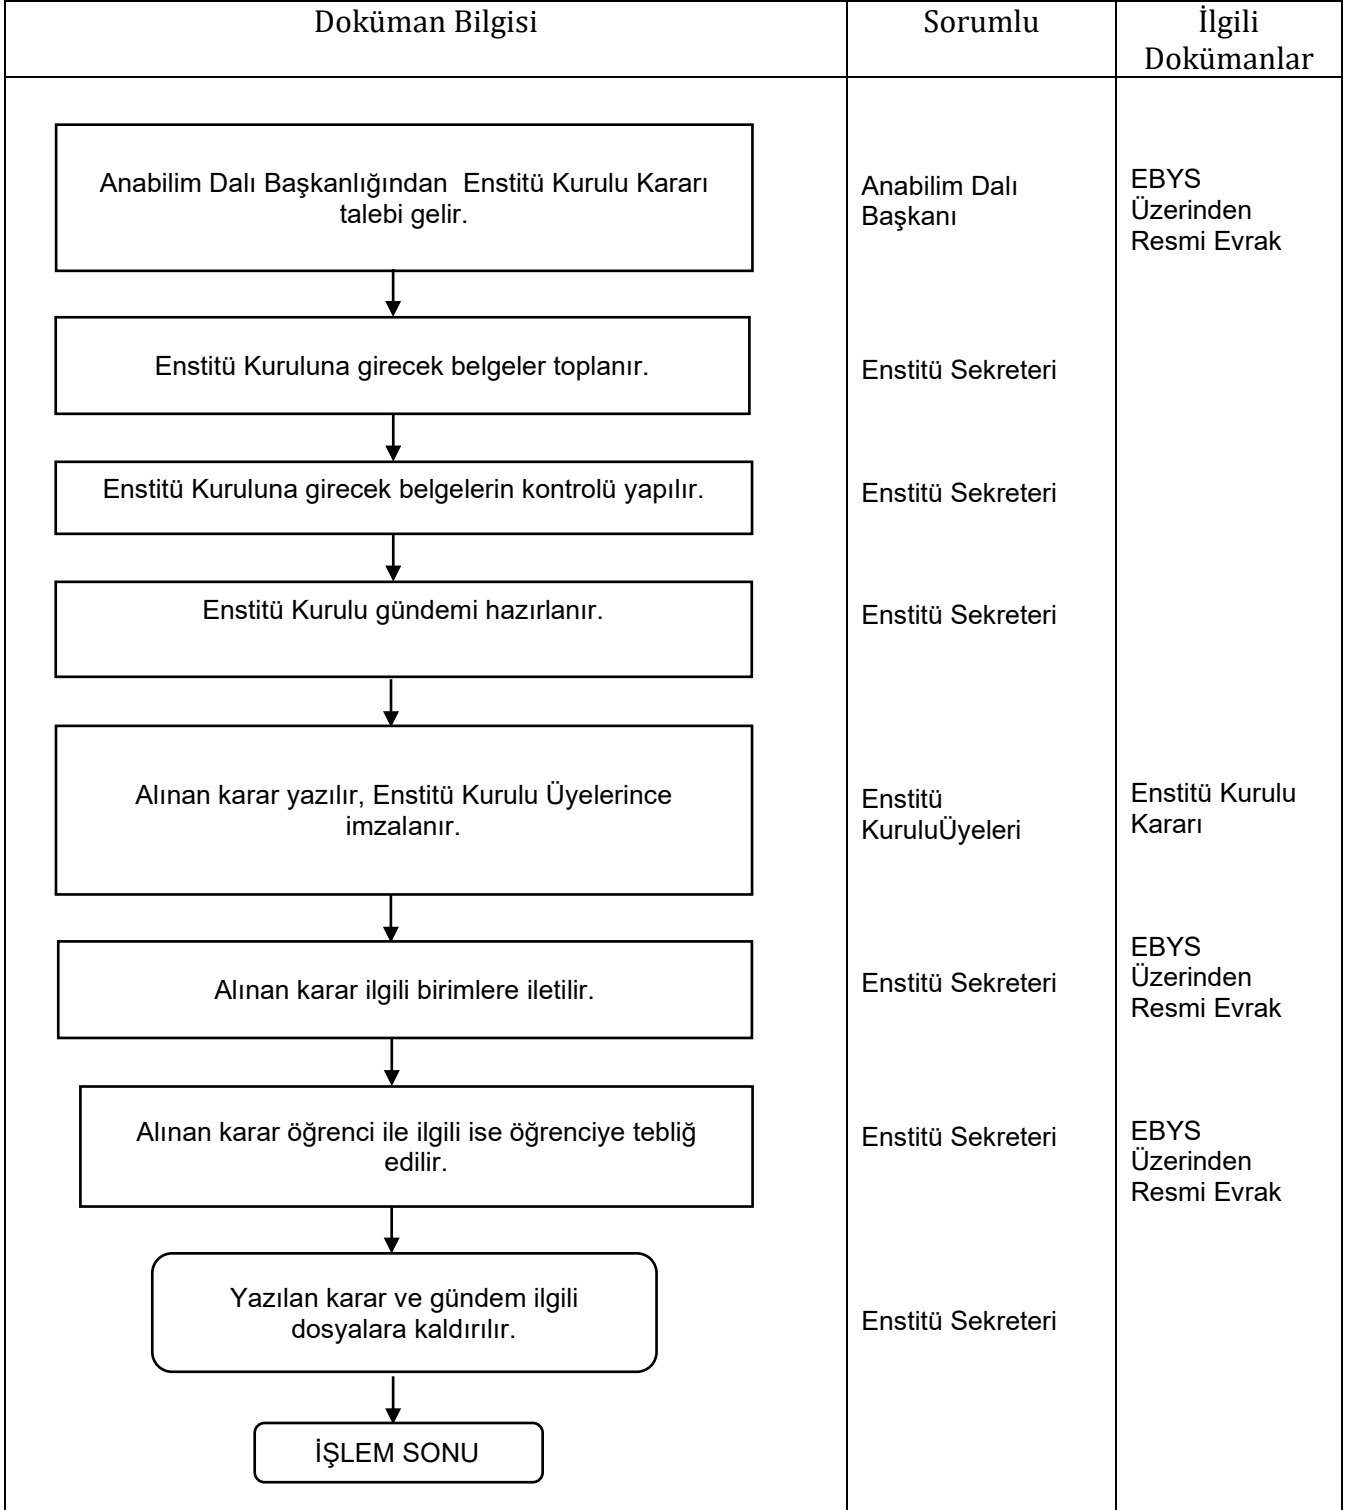 Doküman Bilgisi
Sorumlu
İlgili
Dokümanlar
Anabilim Dalı Başkanlığından  Enstitü Kurulu Kararı
talebi gelir.
Anabilim Dalı
Başkanı
EBYS
Üzerinden
Resmi Evrak
Enstitü Kuruluna girecek belgeler toplanır.
Enstitü Sekreteri
Enstitü Kuruluna girecek belgelerin kontrolü yapılır.
Enstitü Sekreteri
Enstitü Kurulu gündemi hazırlanır.
Enstitü Sekreteri
Alınan karar yazılır, Enstitü Kurulu Üyelerince
imzalanır.
Enstitü
KuruluÜyeleri
Enstitü Kurulu
Kararı
Alınan karar ilgili birimlere iletilir.
Enstitü Sekreteri
EBYS
Üzerinden
Resmi Evrak
Alınan karar öğrenci ile ilgili ise öğrenciye tebliğ
edilir.
Enstitü Sekreteri
EBYS
Üzerinden
Resmi Evrak
Yazılan karar ve gündem ilgili
dosyalara kaldırılır.
Enstitü Sekreteri
İŞLEM SONU